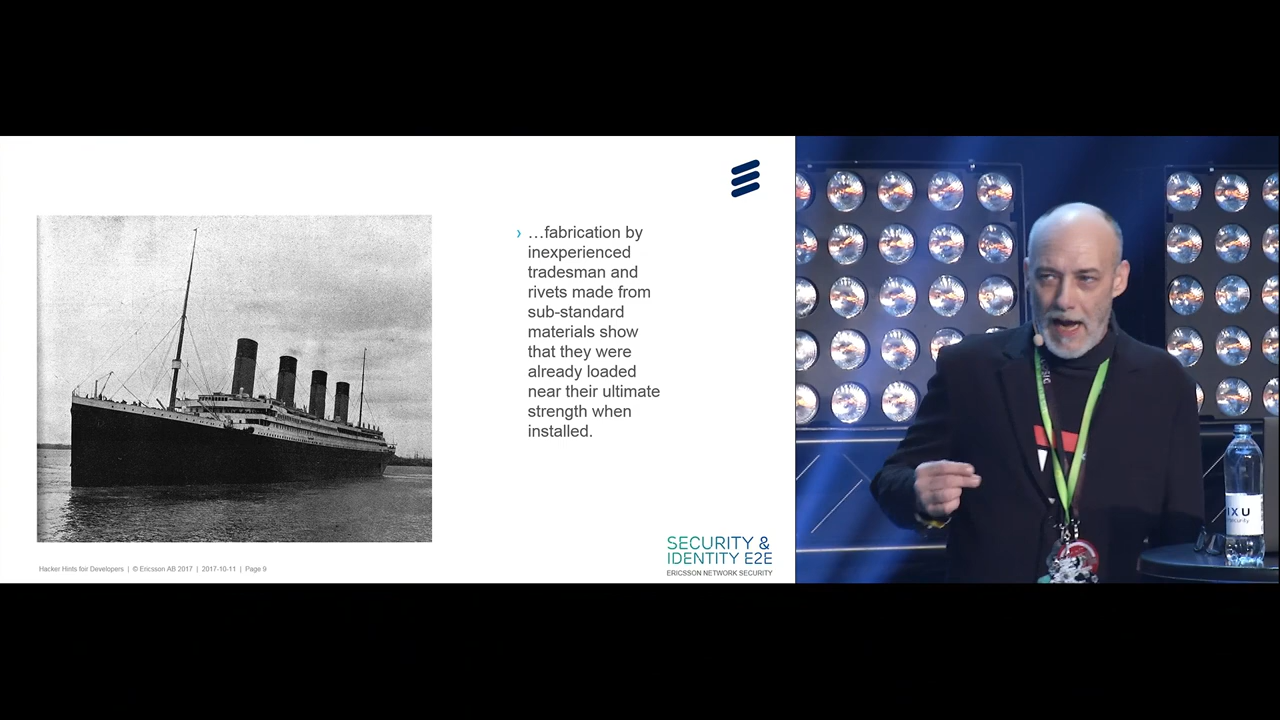 › …fabrication by
inexperienced
tradesman and
rivets made from
sub-standard
materials show
that they were
already loaded
near their ultimate
strength when
installed.
SECURITY &
IDENTITY E2E
ERICSSON NETWORK SECURITY
Hacker Hints foir Developers | © Ericsson AB 2017 | 2017-10-11 | Page 9
IXU